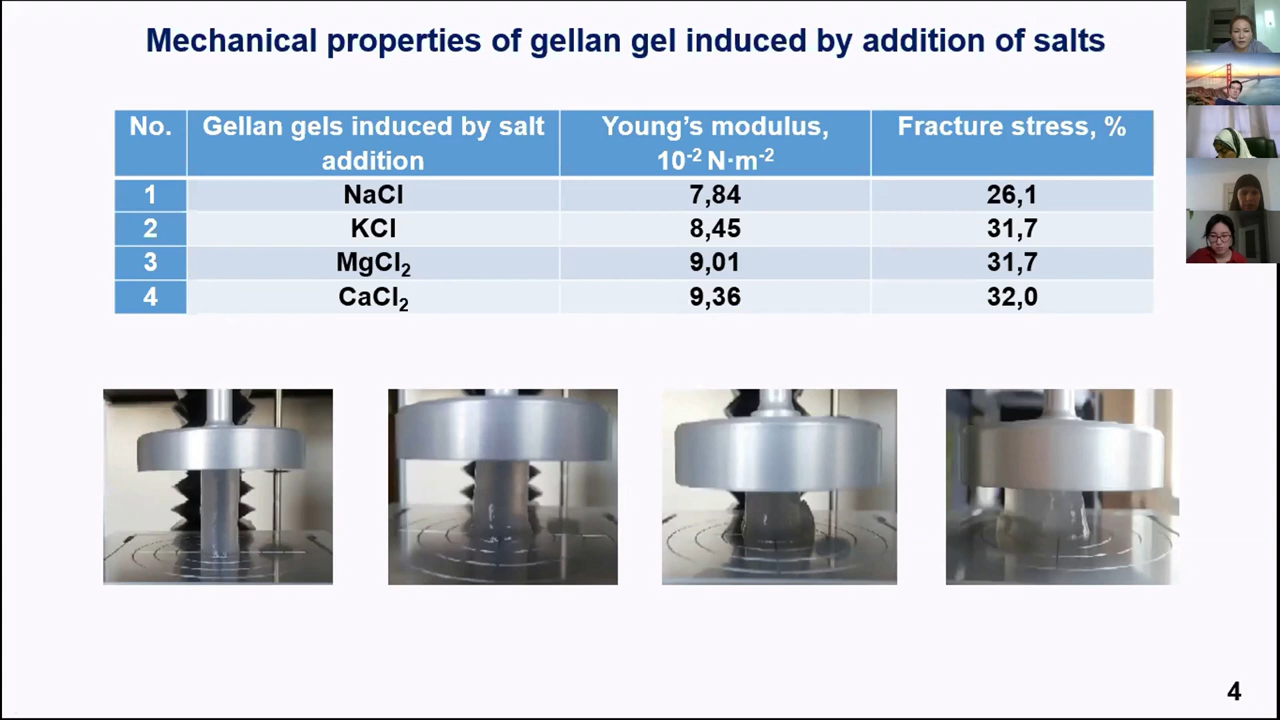 Mechanical properties of gellan gel induced by addition of salts
No. Gellan gels induced by salt addition Young's modulus, 10⁻² N·m⁻² Fracture stress, %
1 NaCl 7,84 26,1
2 KCl 8,45 31,7
3 MgCl₂ 9,01 31,7
4 CaCl₂ 9,36 32,0
4